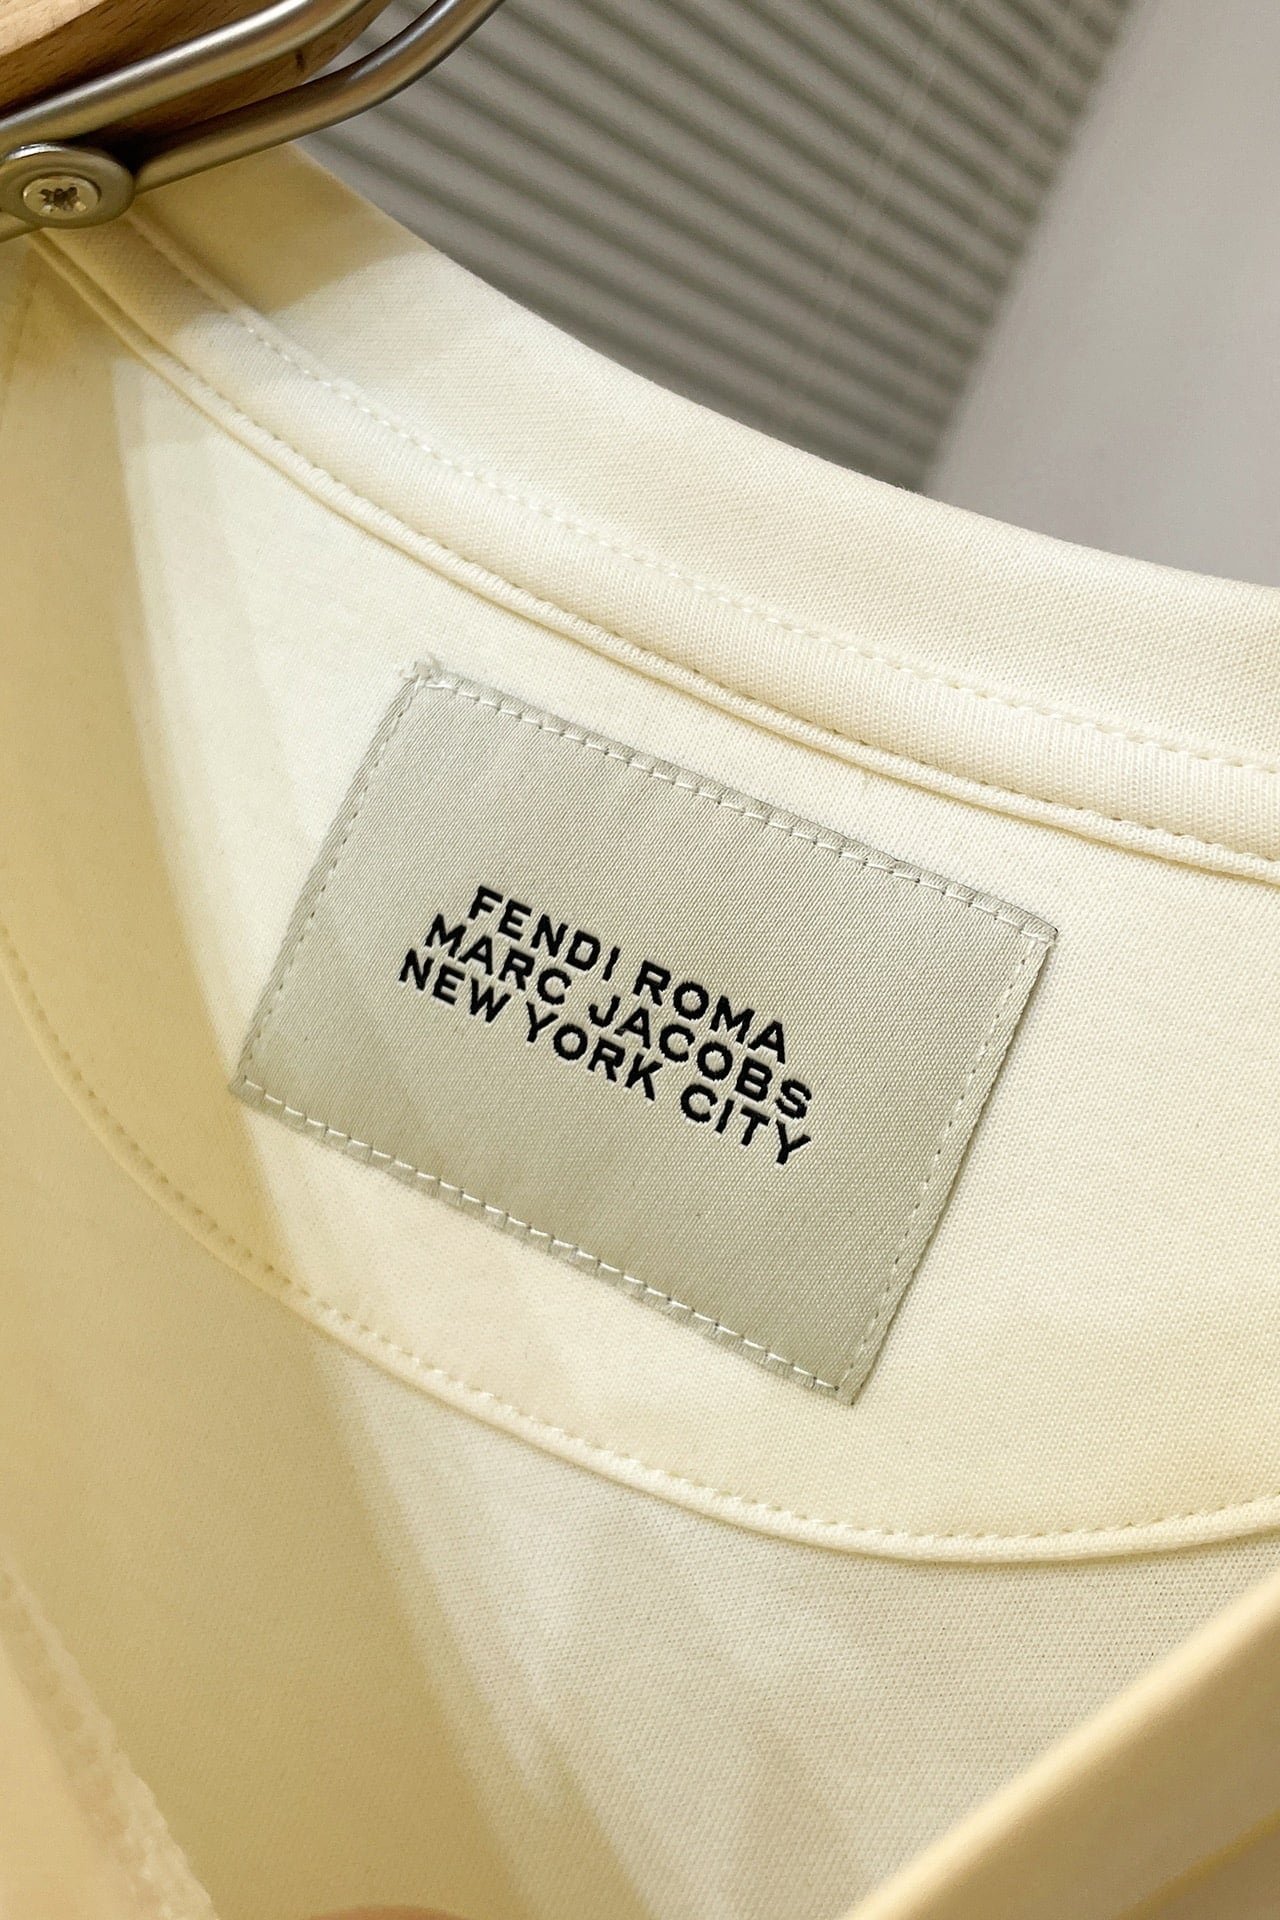 FENDI ROMA
MARC JACOBS
NEW YORK CITY